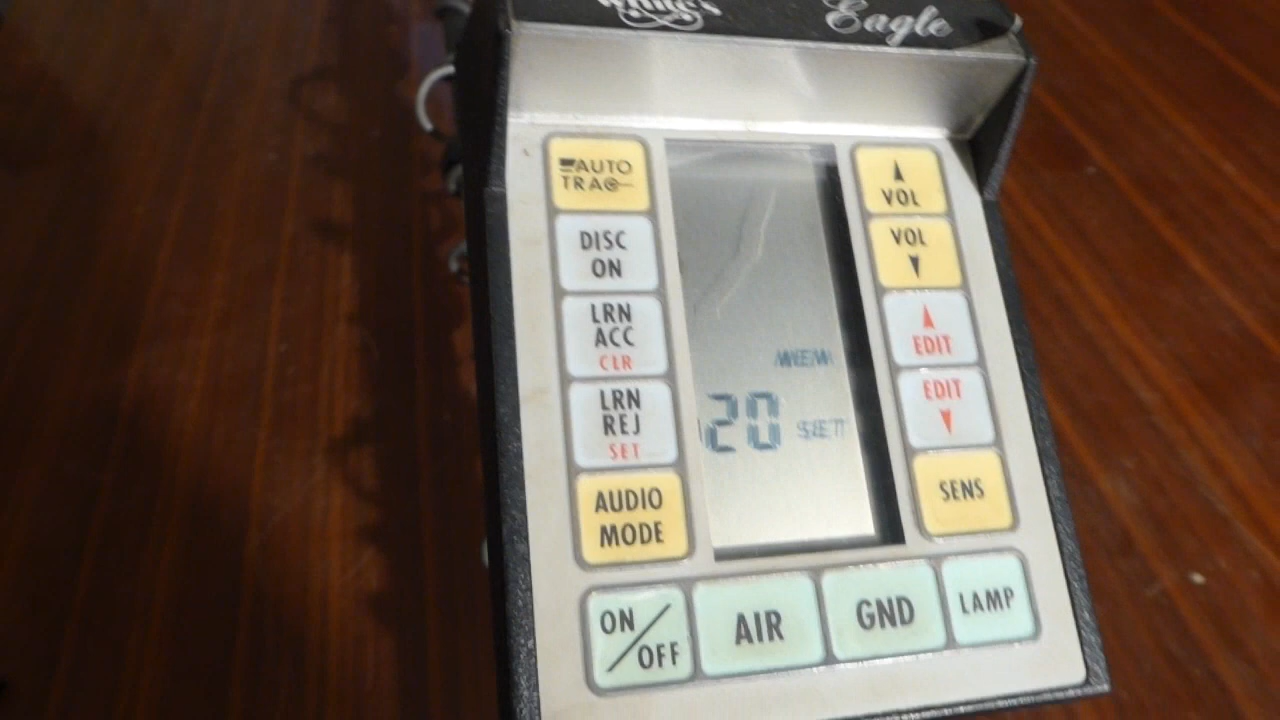 White's Eagle
AUTO
TRAC
DISC
ON
LRN
ACC
CLR
LRN
REJ
SET
AUDIO
MODE
MEM
20 SET
VOL
VOL
EDIT
EDIT
SENS
ON/OFF
AIR
GND
LAMP